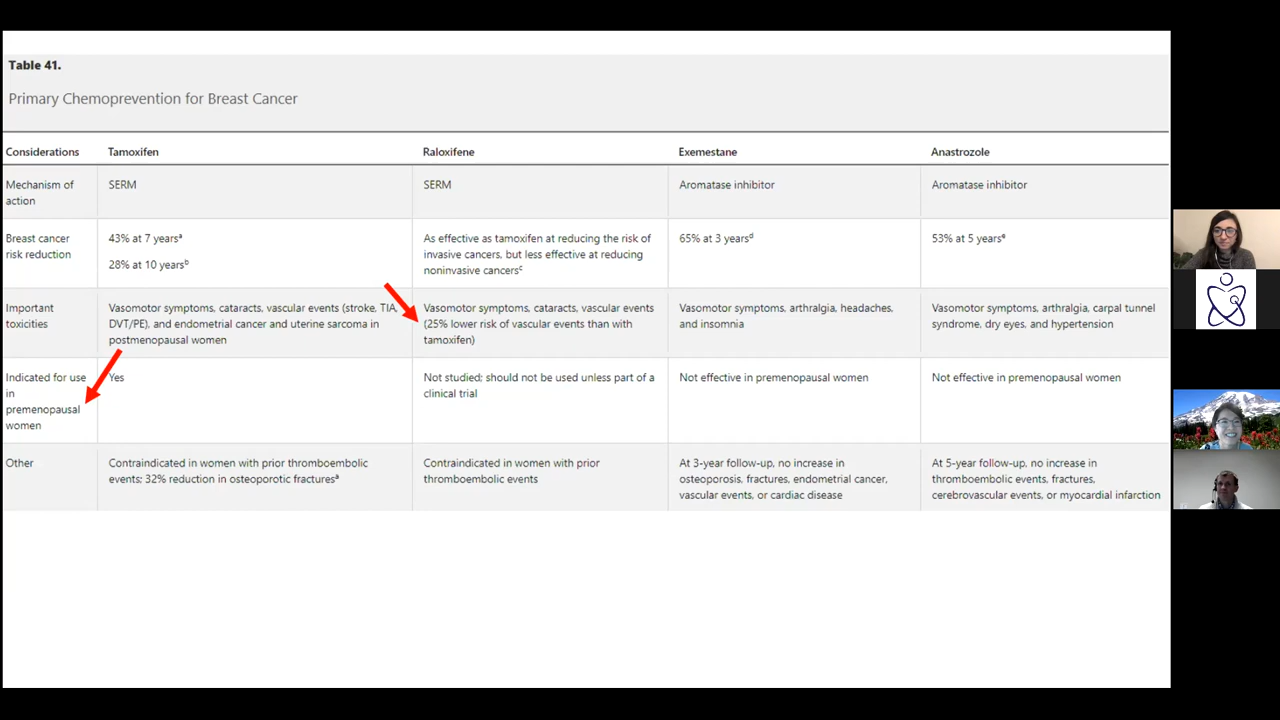 Table 41.
Primary Chemoprevention for Breast Cancer
Considerations Tamoxifen Raloxifene Exemestane Anastrozole
Mechanism of
action
SERM
SERM
Aromatase inhibitor
Aromatase inhibitor
Breast cancer
risk reduction
43% at 7 yearsᵃ
28% at 10 yearsᵇ
As effective as tamoxifen at reducing the risk of
invasive cancers, but less effective at reducing
noninvasive cancersᶜ
65% at 3 yearsᵈ
53% at 5 yearsᵉ
Important
toxicities
Vasomotor symptoms, cataracts, vascular events (stroke, TIA,
DVT/PE), and endometrial cancer and uterine sarcoma in
postmenopausal women
Vasomotor symptoms, cataracts, vascular events
(25% lower risk of vascular events than with
tamoxifen)
Vasomotor symptoms, arthralgia, headaches,
and insomnia
Vasomotor symptoms, arthralgia, carpal tunnel
syndrome, dry eyes, and hypertension
Indicated for use
in
premenopausal
women
Yes
Not studied; should not be used unless part of a
clinical trial
Not effective in premenopausal women
Not effective in premenopausal women
Other
Contraindicated in women with prior thromboembolic
events; 32% reduction in osteoporotic fracturesᵃ
Contraindicated in women with prior
thromboembolic events
At 3-year follow-up, no increase in
osteoporosis, fractures, endometrial cancer,
vascular events, or cardiac disease
At 5-year follow-up, no increase in
thromboembolic events, fractures,
cerebrovascular events, or myocardial infarction